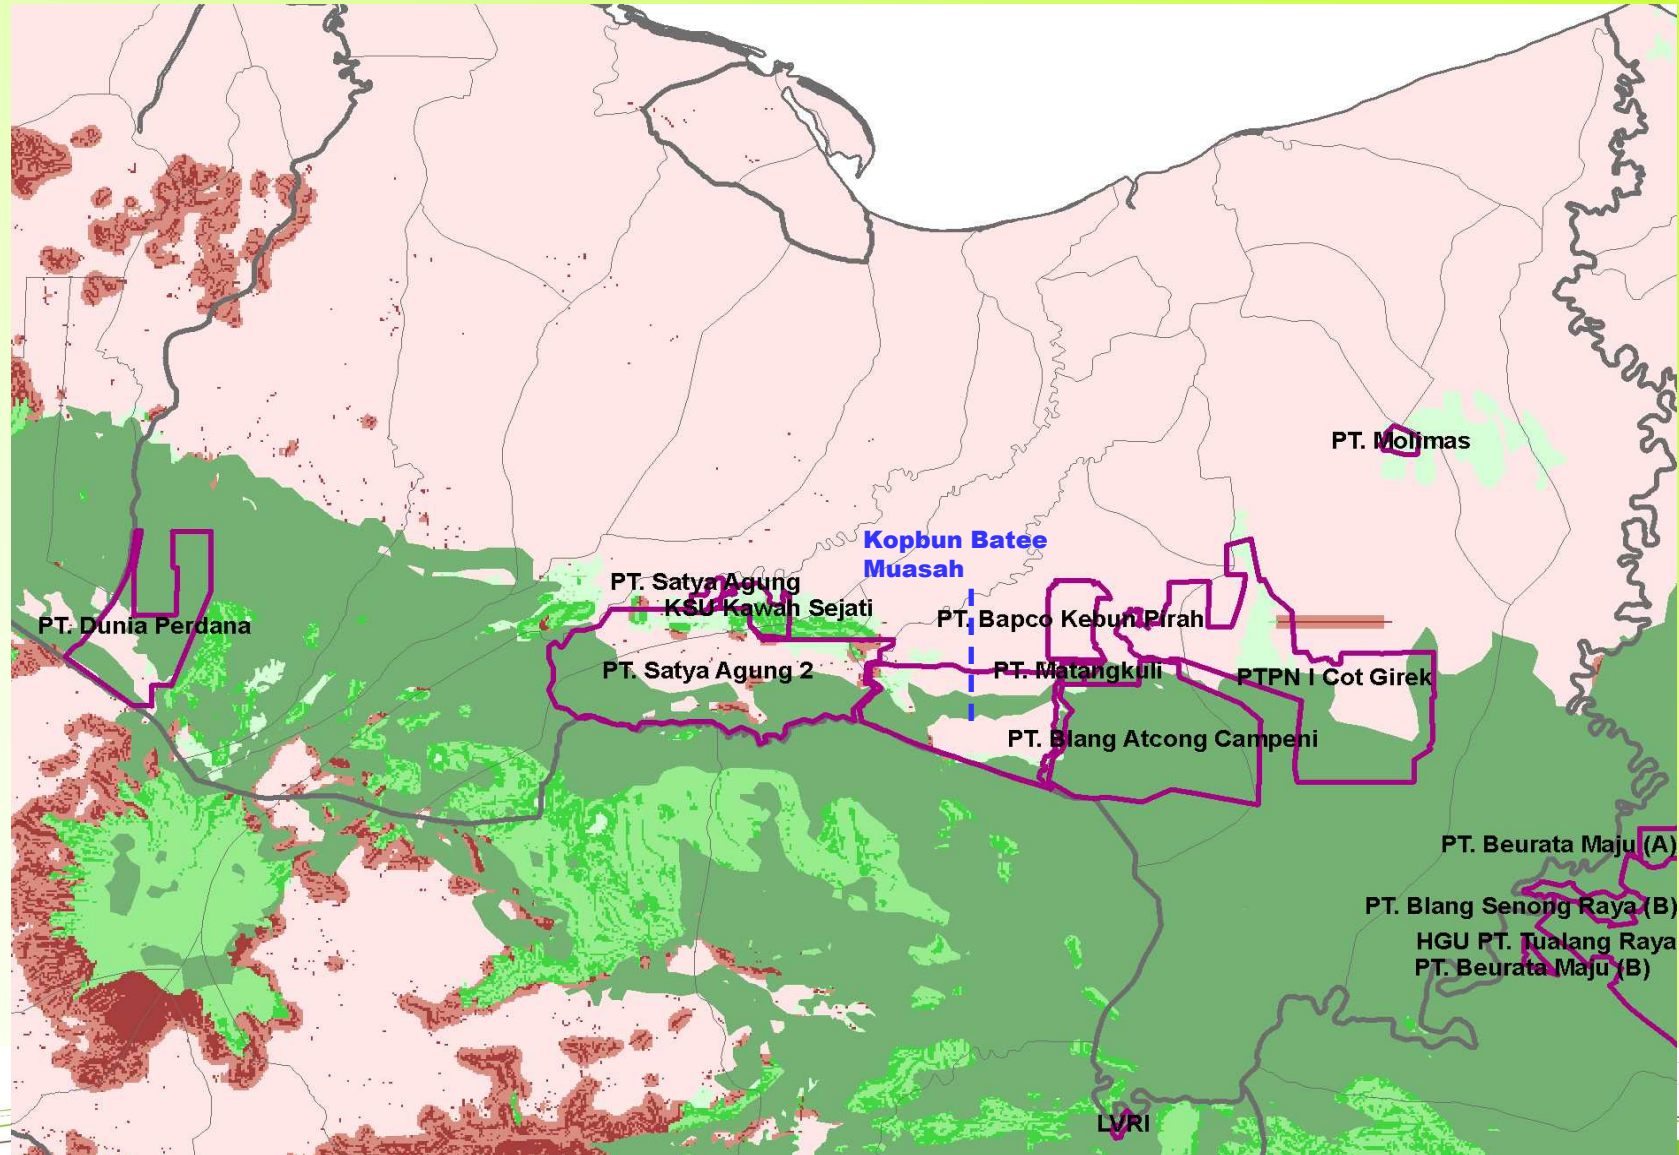 PT. Molimas
Kopbun Batee
Muasah
PT. Satya Agung
KSU Kawan Sejati
PT. Bapco Kebun Pirah
PT. Dunia Perdana
PT. Satya Agung 2
PT. Matangkuli
PTPN I Cot Girek
PT. Blang Atcong Campeni
PT. Beurata Maju (A)
PT. Blang Senong Raya (B)
HGU PT. Tualang Raya
PT. Beurata Maju (B)
LVRI